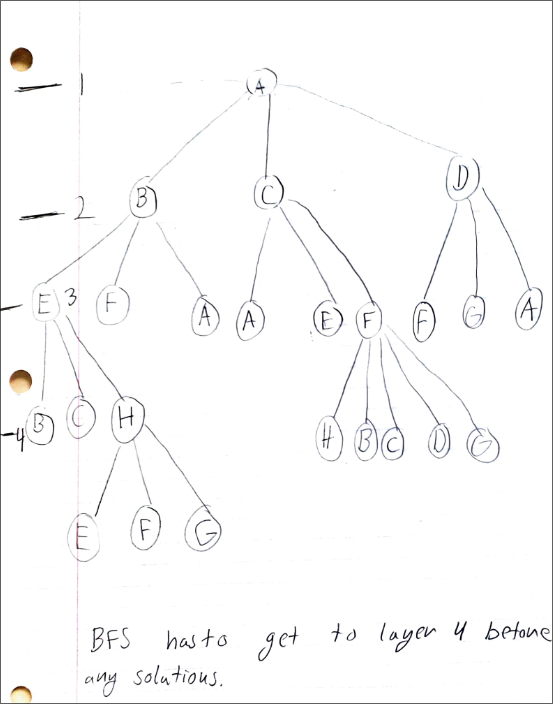 1 A
2 B C D
E 3 F A A E F F G A
4 B C H H B C D G
E F G
BFS has to get to layer 4 before
any solutions.